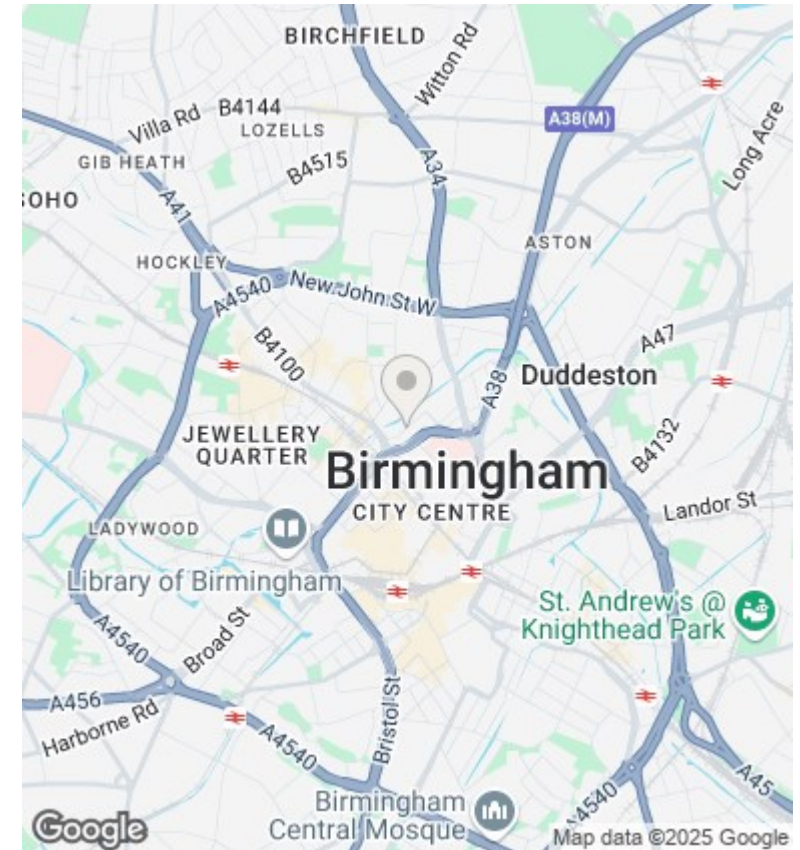 BIRCHFIELD
Witton Rd
A38(M)
Villa Rd
B4144
LOZELLS
Long Acre
GIB HEATH
B4515
A34
SOHO
A41
ASTON
HOCKLEY
A4540
New John St W
A47
B4100
A38
Duddeston
JEWELLERY
QUARTER
B4132
Birmingham
CITY CENTRE
Landor St
LADYWOOD
Library of Birmingham
St. Andrew's @
Knighthead Park
A4540
Broad St
A456
Harborne Rd
Bristol St
A4540
A45
A4540
Birmingham
Central Mosque
Google
Map data ©2025 Google